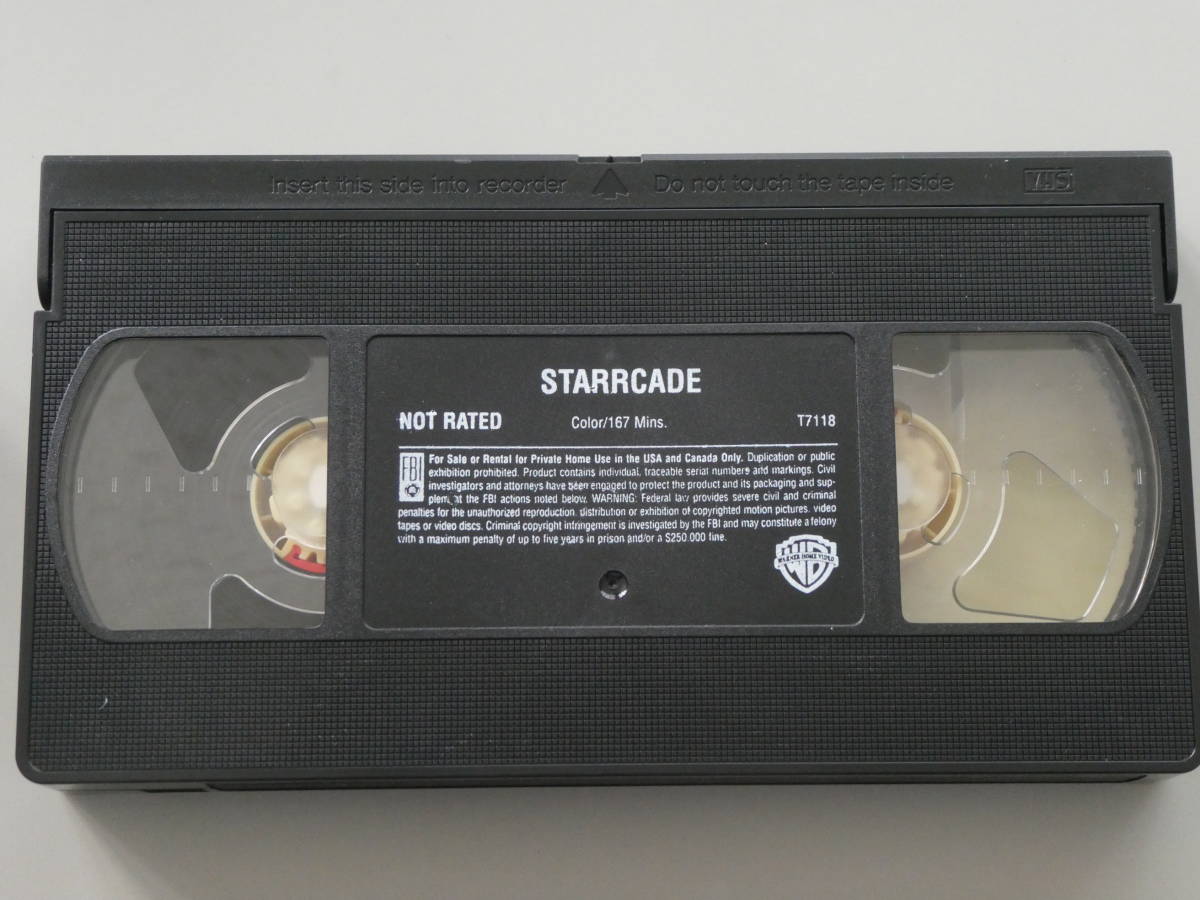 Insert this side into recorder Do not touch the tape inside VHS
STARRCADE
NOT RATED Color/167 Mins. T7118
FBI
For Sale or Rental for Private Home Use in the USA and Canada Only. Duplication or public
exhibition prohibited. Product contains individual, traceable serial numbers and markings. Civil
investigators and attorneys have been engaged to protect the product and its packaging and sup-
plement the FBI actions noted below. WARNING: Federal law provides severe civil and criminal
penalties for the unauthorized reproduction, distribution or exhibition of copyrighted motion pictures, video
tapes or video discs. Criminal copyright infringement is investigated by the FBI and may constitute a felony
with a maximum penalty of up to five years in prison and/or a $250.000 fine.
WB
WARNER HOME VIDEO